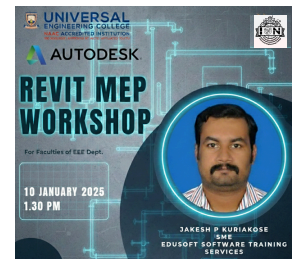 UNIVERSAL
ENGINEERING COLLEGE
NAAC ACCREDITED INSTITUTION
AUTODESK
REVIT MEP
WORKSHOP
For Faculties of E&E Dept.
10 JANUARY 2025
1.30 PM
JAKESH P KURIAKOSE
SME
EDUSOFT SOFTWARE TRAINING
SERVICES